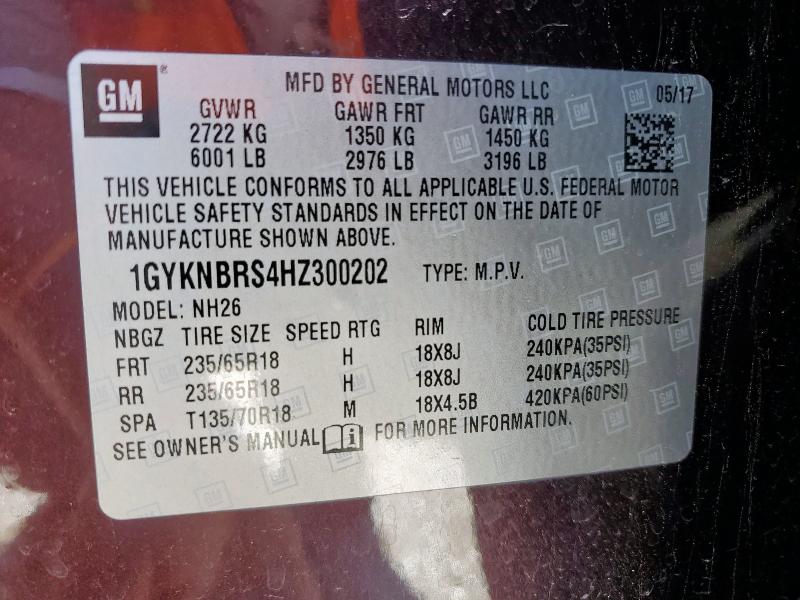 GM ®
MFD BY GENERAL MOTORS LLC 05/17
GVWR GAWR FRT GAWR RR
2722 KG 1350 KG 1450 KG
6001 LB 2976 LB 3196 LB
THIS VEHICLE CONFORMS TO ALL APPLICABLE U.S. FEDERAL MOTOR
VEHICLE SAFETY STANDARDS IN EFFECT ON THE DATE OF
MANUFACTURE SHOWN ABOVE.
1GYKNBRS4HZ300202 TYPE: M.P.V.
MODEL: NH26
NBGZ TIRE SIZE SPEED RTG RIM COLD TIRE PRESSURE
FRT 235/65R18 H 18X8J 240KPA(35PSI)
RR 235/65R18 H 18X8J 240KPA(35PSI)
SPA T135/70R18 M 18X4.5B 420KPA(60PSI)
SEE OWNER'S MANUAL i FOR MORE INFORMATION.